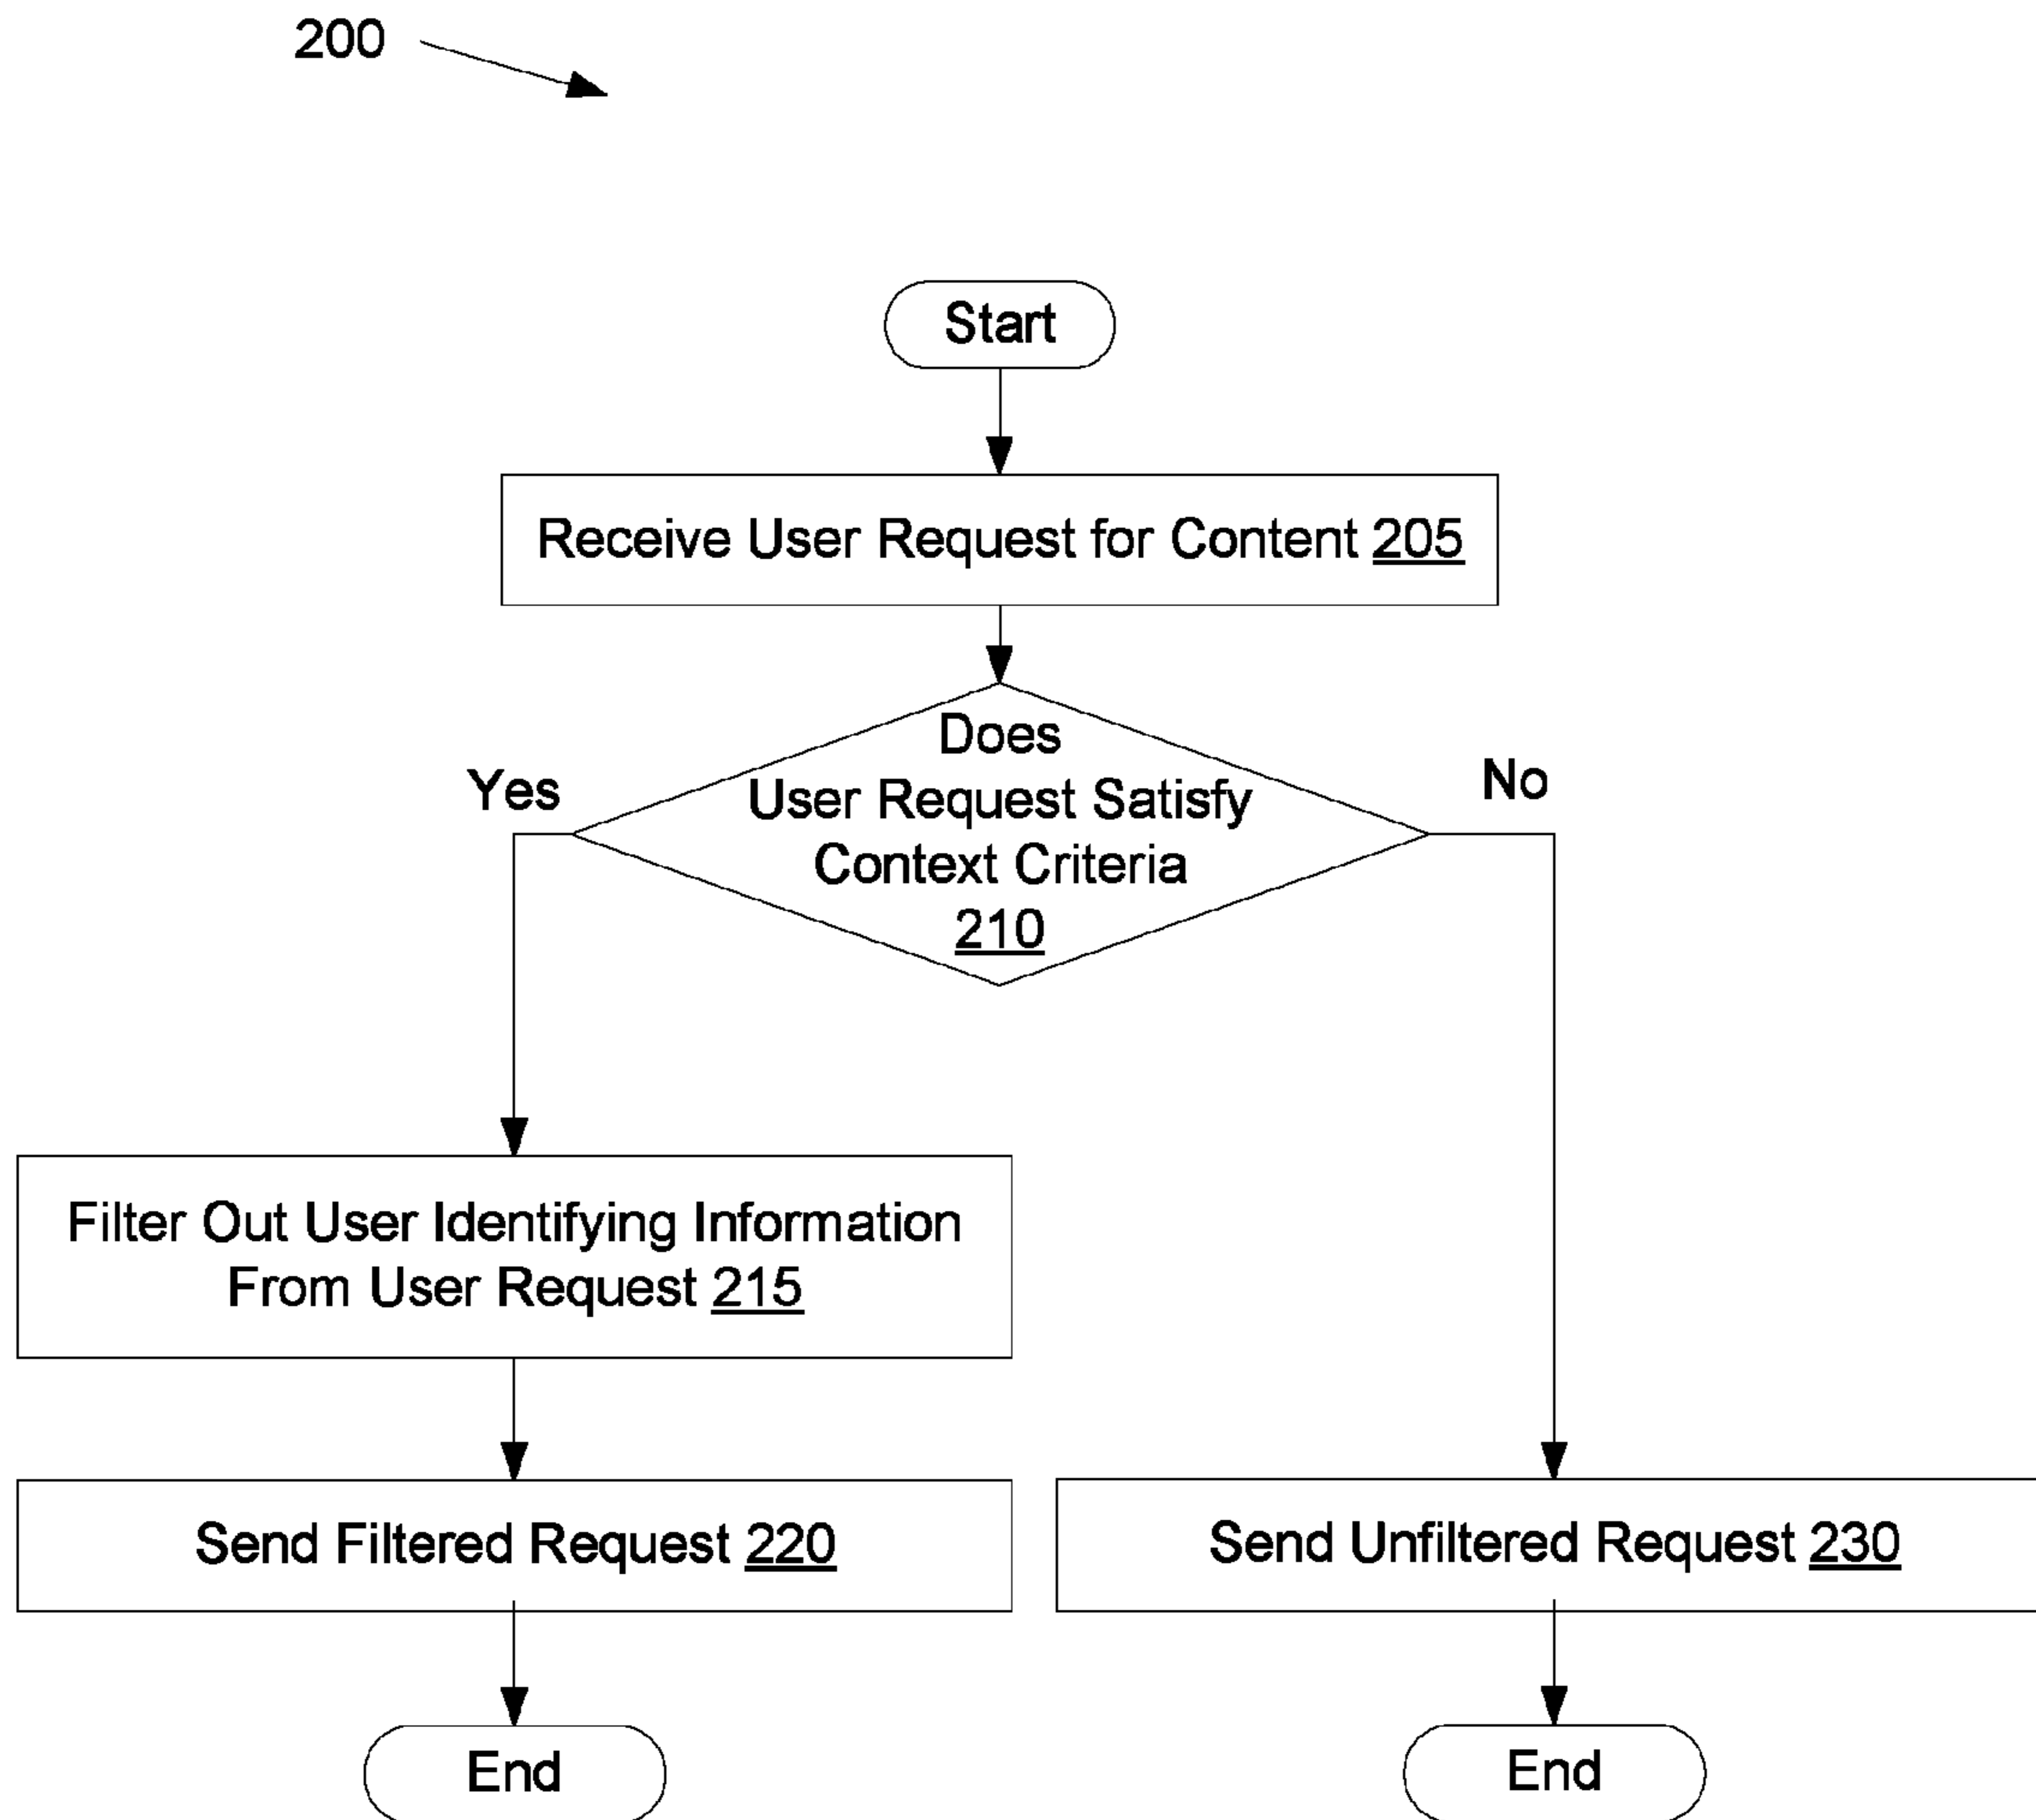 200
Start
Receive User Request for Content 205
Does
User Request Satisfy
Context Criteria
210
Yes
No
Filter Out User Identifying Information
From User Request 215
Send Filtered Request 220
Send Unfiltered Request 230
End
End